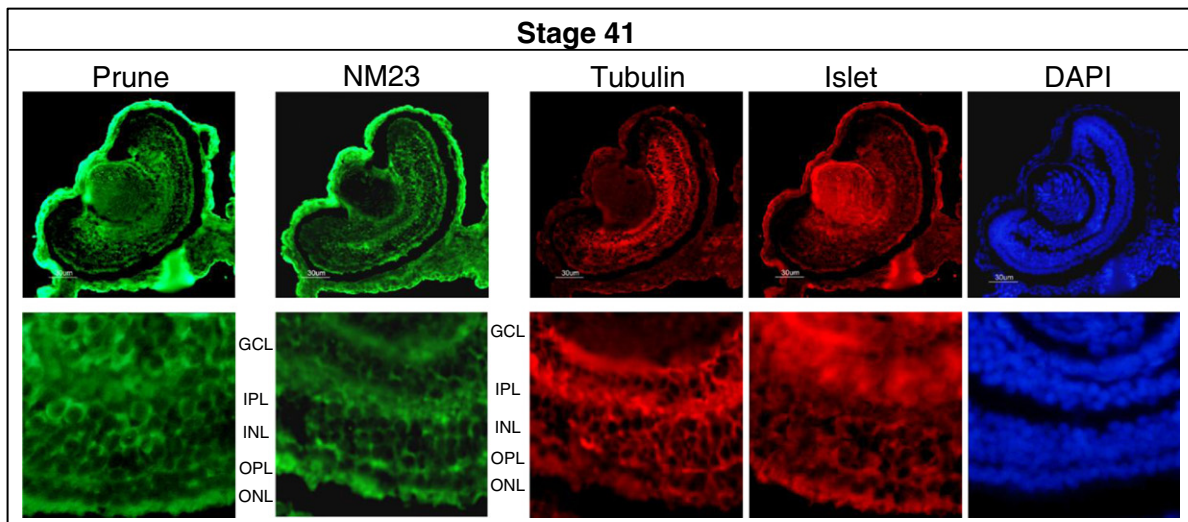 Stage 41
Prune NM23 Tubulin Islet DAPI
30um 30um 30um 30um 30um
GCL GCL
IPL IPL
INL INL
OPL OPL
ONL ONL